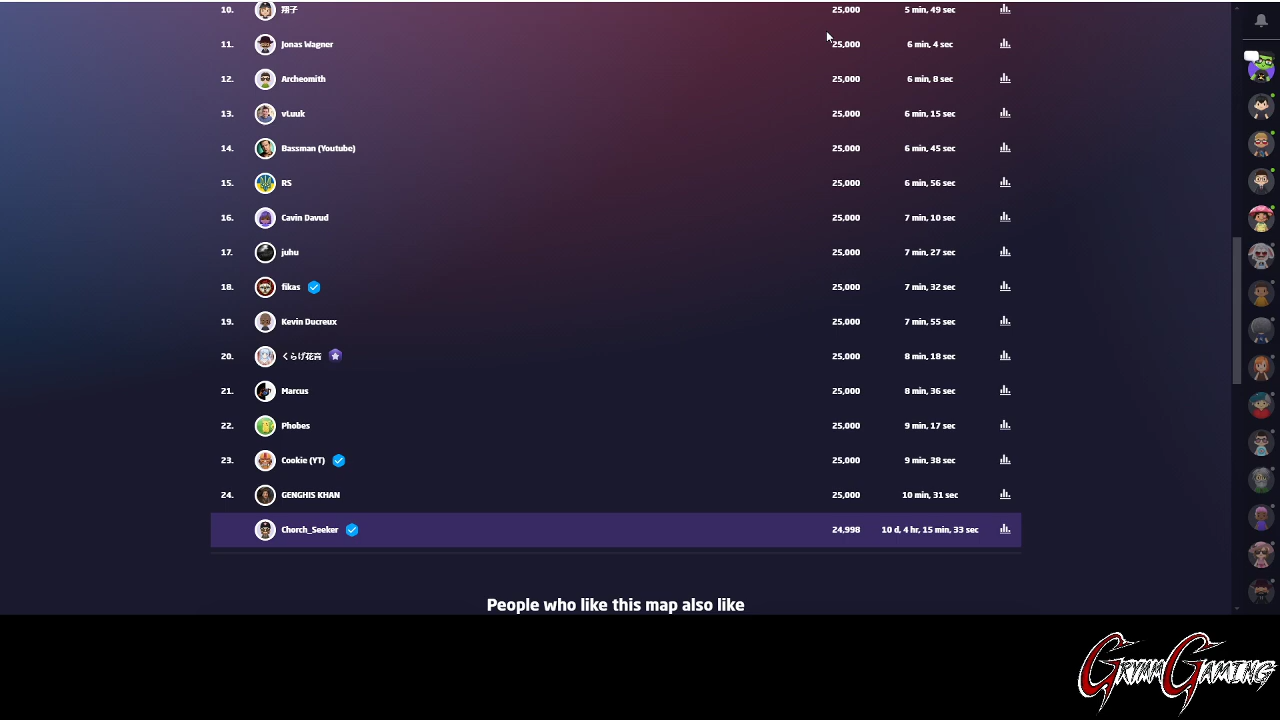 10. 翔子 25,000 5 min, 49 sec
11. Jonas Wagner 25,000 6 min, 4 sec
12. Archeomith 25,000 6 min, 8 sec
13. vLuuk 25,000 6 min, 15 sec
14. Bassman (Youtube) 25,000 6 min, 45 sec
15. RS 25,000 6 min, 56 sec
16. Cavin Davud 25,000 7 min, 10 sec
17. juhu 25,000 7 min, 27 sec
18. fikas 25,000 7 min, 32 sec
19. Kevin Ducreux 25,000 7 min, 55 sec
20. くらげ花音 25,000 8 min, 18 sec
21. Marcus 25,000 8 min, 36 sec
22. Phobes 25,000 9 min, 17 sec
23. Cookie (YT) 25,000 9 min, 38 sec
24. GENGHIS KHAN 25,000 10 min, 31 sec
Chorch_Seeker 24,998 10 d, 4 hr, 15 min, 33 sec
People who like this map also like
GRIMMGAMING